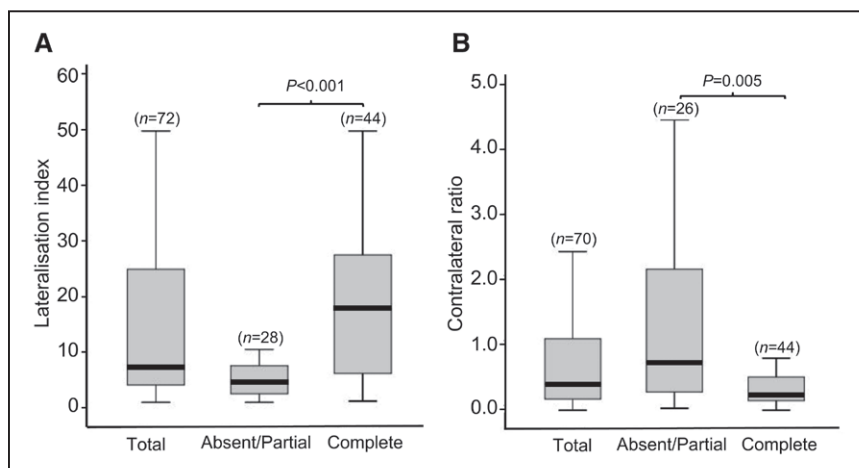 A
Lateralisation index
60
50
40
30
20
10
0
P<0.001
(n=72)
(n=28)
(n=44)
Total
Absent/Partial
Complete
B
Contralateral ratio
5.0
4.0
3.0
2.0
1.0
0.0
P=0.005
(n=70)
(n=26)
(n=44)
Total
Absent/Partial
Complete